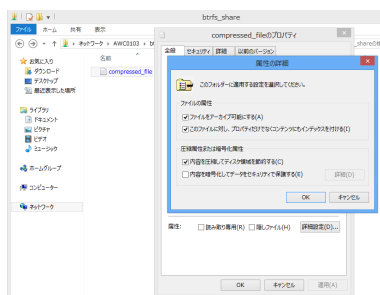 btrfs_share
ファイル ホーム 共有 表示
ネットワーク ▸ AWC0103 ▸
_shareの
お気に入り
ダウンロード
デスクトップ
最近表示した場所
ライブラリ
ドキュメント
ピクチャ
ビデオ
ミュージック
ホームグループ
コンピューター
ネットワーク
名前
compressed_file
compressed_filedのプロパティ
全般 セキュリティ 詳細 以前のバージョン
属性の詳細
このフォルダーに適用する設定を選択してください。
ファイルの属性
ファイルをアーカイブ可能にする(A)
このファイルに対し、プロパティだけでなくコンテンツにもインデックスを付ける(I)
圧縮属性または暗号化属性
内容を圧縮してディスク領域を節約する(C)
内容を暗号化してデータをセキュリティで保護する(E)
詳細(D)
OK キャンセル
属性: 読み取り専用(R) 隠しファイル(H) 詳細設定(D)...
OK キャンセル 適用(A)